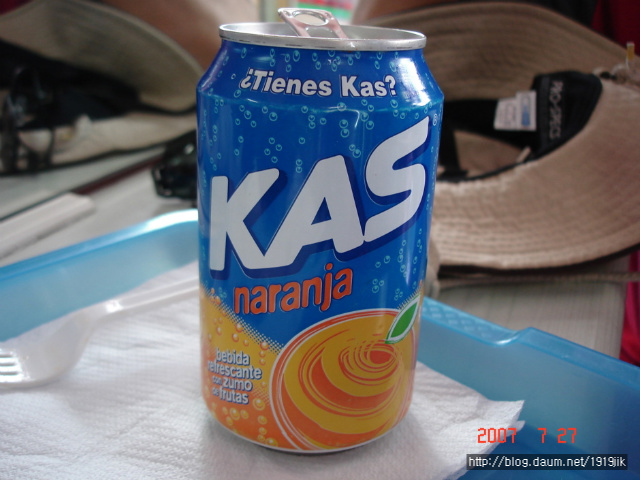 ¿Tienes Kas?
KAS
naranja
bebida
refrescante
con zumo
de frutas
2007 7 27
http://blog.daum.net/1919jik